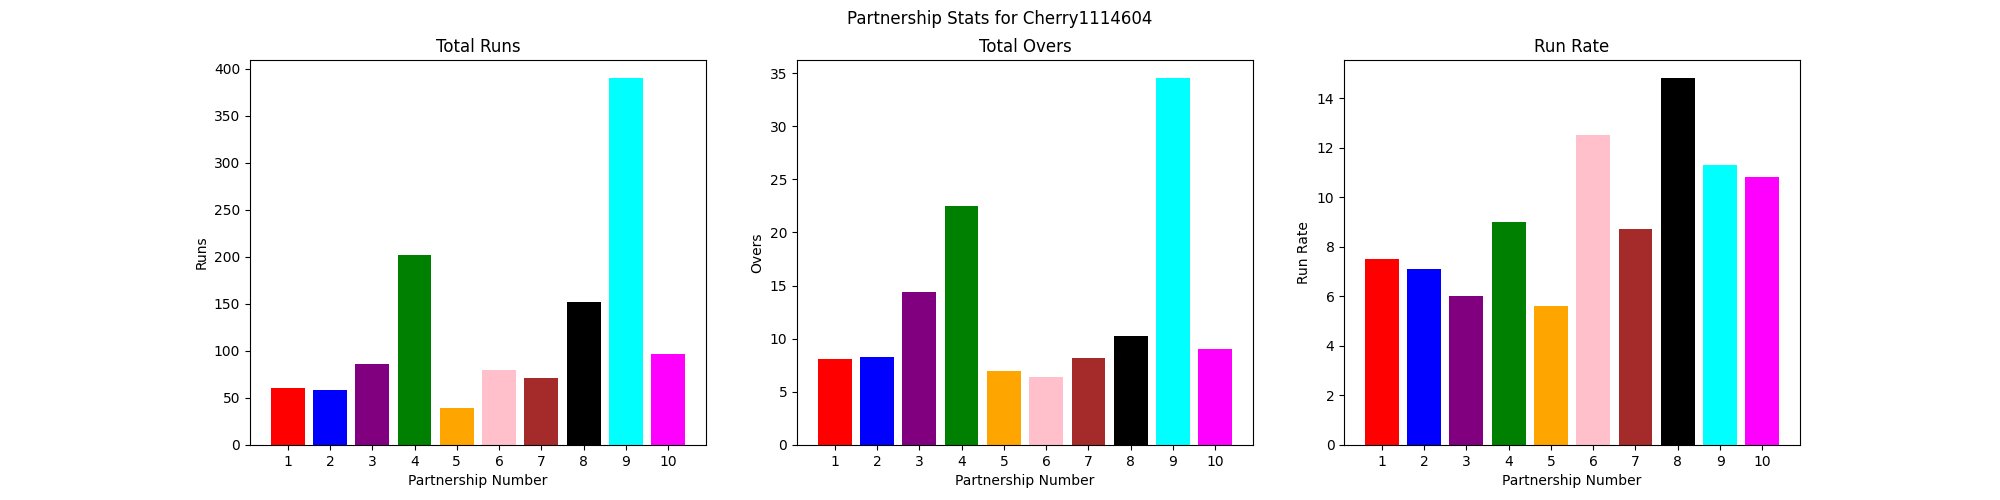 Partnership Stats for Cherry1114604
Total Runs
Runs
400
350
300
250
200
150
100
50
0
1 2 3 4 5 6 7 8 9 10
Partnership Number
Total Overs
Overs
35
30
25
20
15
10
5
0
1 2 3 4 5 6 7 8 9 10
Partnership Number
Run Rate
Run Rate
14
12
10
8
6
4
2
0
1 2 3 4 5 6 7 8 9 10
Partnership Number